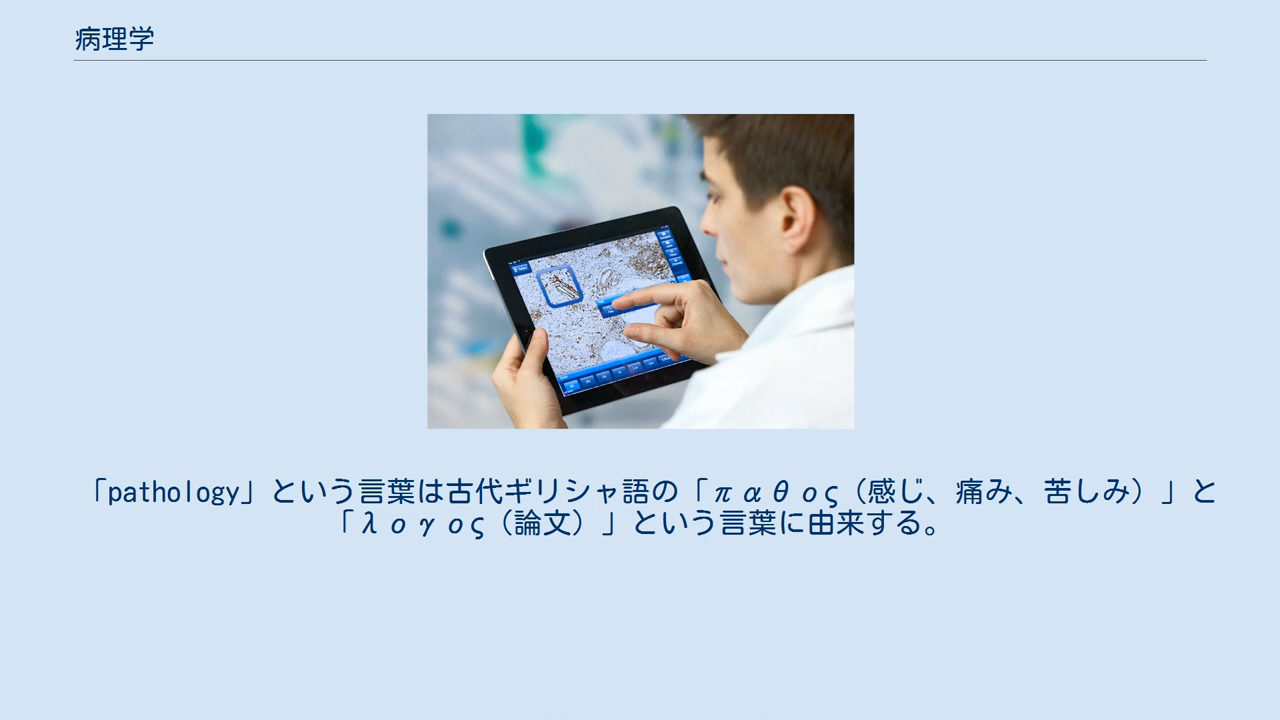 病理学
「pathology」という言葉は古代ギリシャ語の「παθος（感じ、痛み、苦しみ）」と
「λογος（論文）」という言葉に由来する。